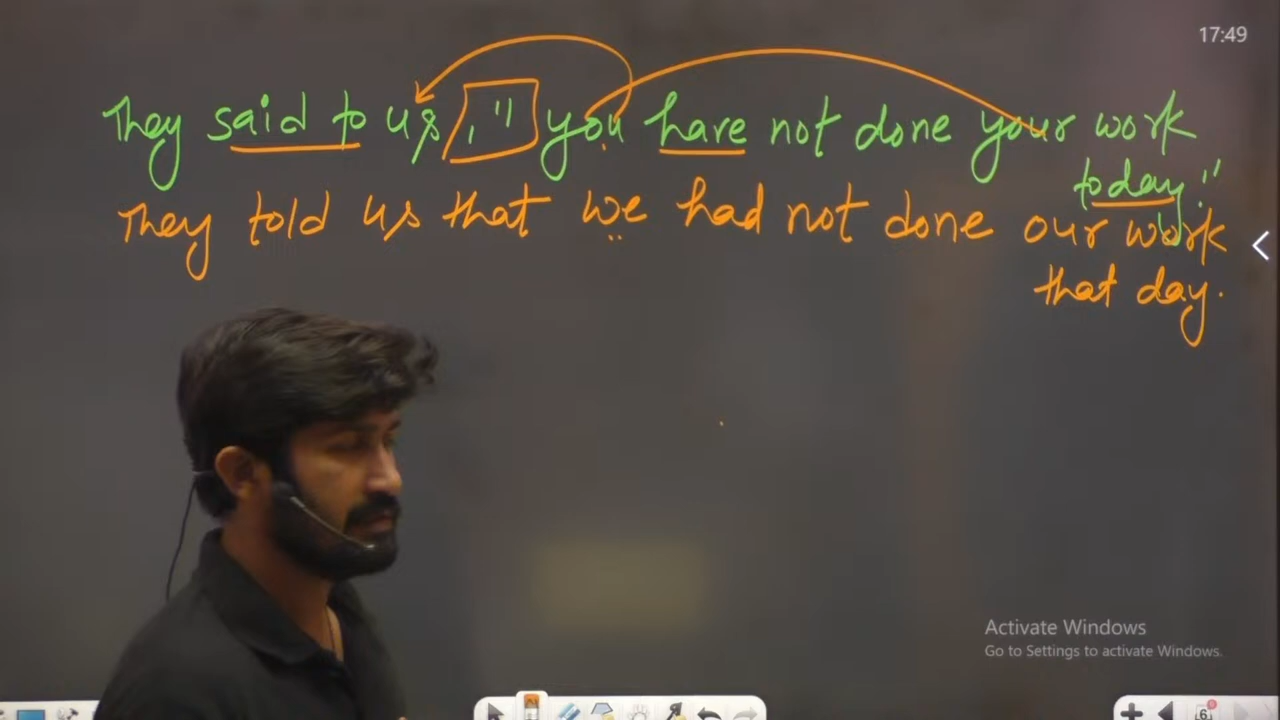 17:49
They said to us, " you have not done your work
today."
They told us that we had not done our work
that day.
Activate Windows
Go to Settings to activate Windows.
6